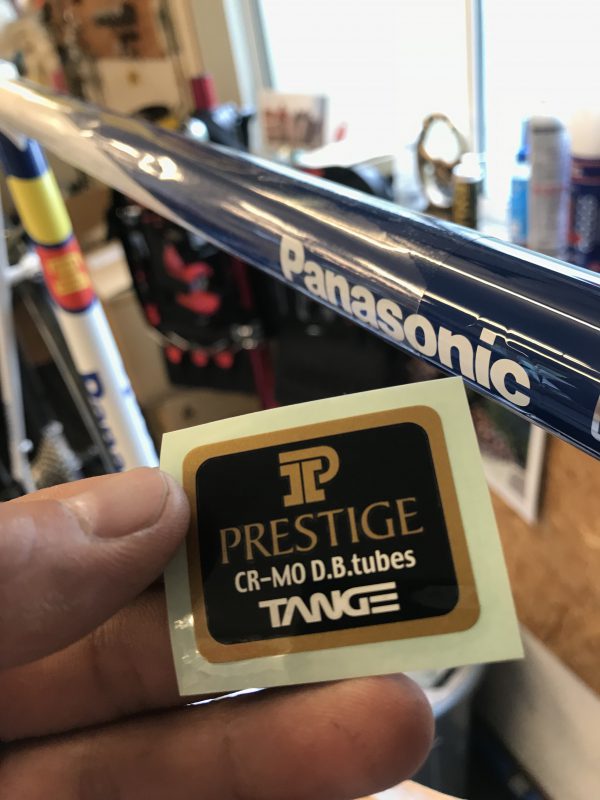 Panasonic
PRESTIGE
CR-MO D.B.tubes
TANGE